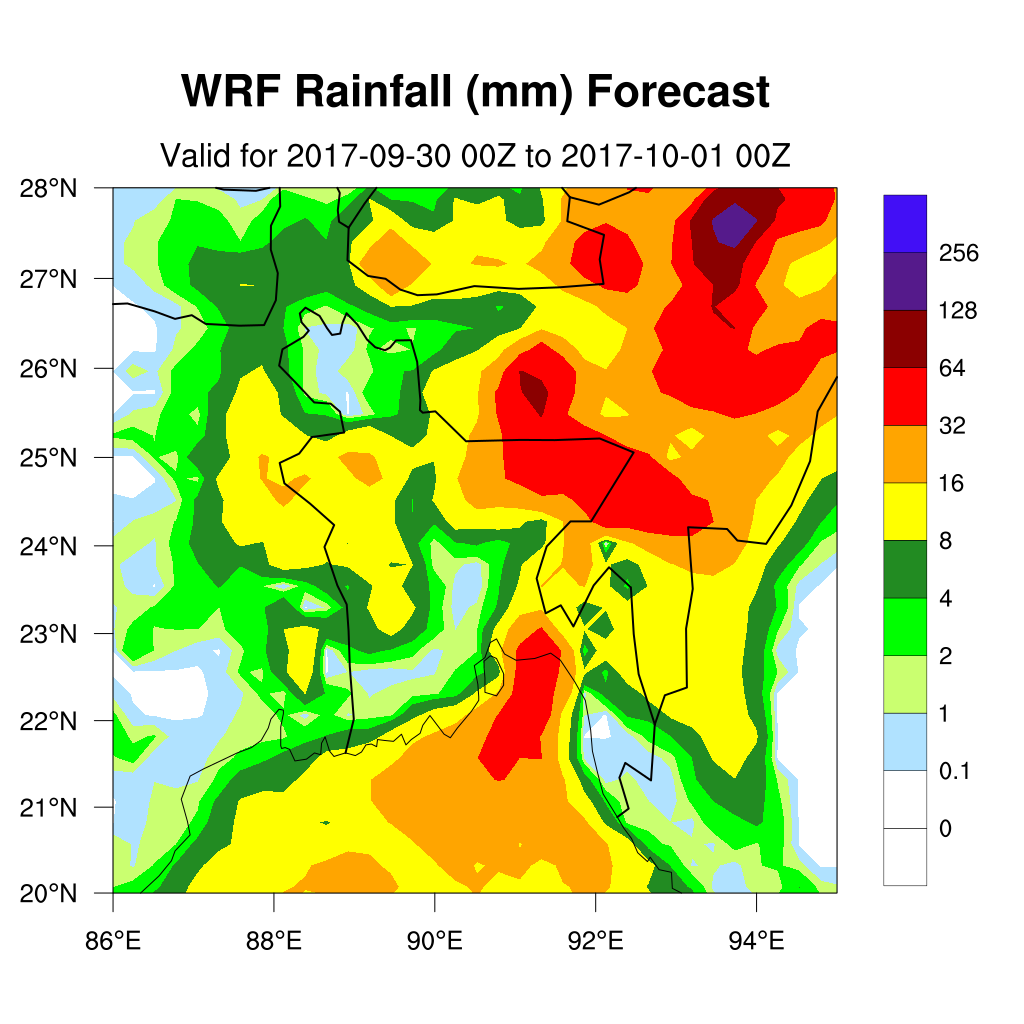 WRF Rainfall (mm) Forecast
Valid for 2017-09-30 00Z to 2017-10-01 00Z
28°N
27°N
26°N
25°N
24°N
23°N
22°N
21°N
20°N
86°E
88°E
90°E
92°E
94°E
256
128
64
32
16
8
4
2
1
0.1
0